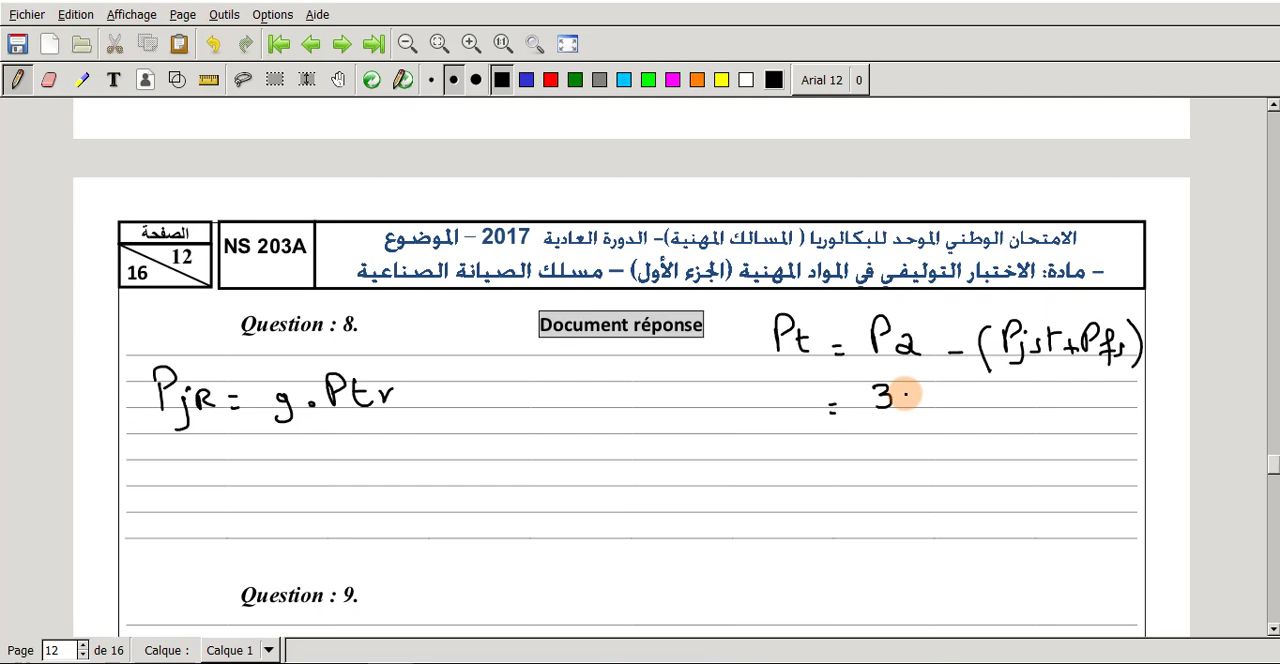 Fichier Edition Affichage Page Outils Options Aide
T Arial 12 0
الصفحة
12
16
NS 203A
الامتحان الوطني الموحد للبكالوريا ( المسالك المهنية)- الدورة العادية 2017 – الموضوع
– مادة: الاختبار التوليفي في المواد المهنية (الجزء الأول) – مسلك الصيانة الصناعية
Question : 8.
Document réponse
Pt = Pa - (Pjst+Pfs)
PjR = g . Ptr
= 3.
Question : 9.
Page 12 de 16 Calque : Calque 1